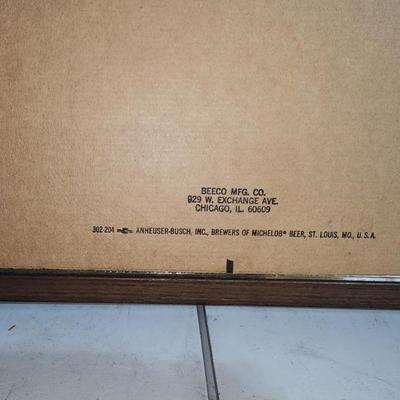 BEECO MFG. CO.
929 W. EXCHANGE AVE.
CHICAGO, IL. 60609
302-204 ANHEUSER-BUSCH, INC., BREWERS OF MICHELOB® BEER, ST. LOUIS, MO., U.S.A.